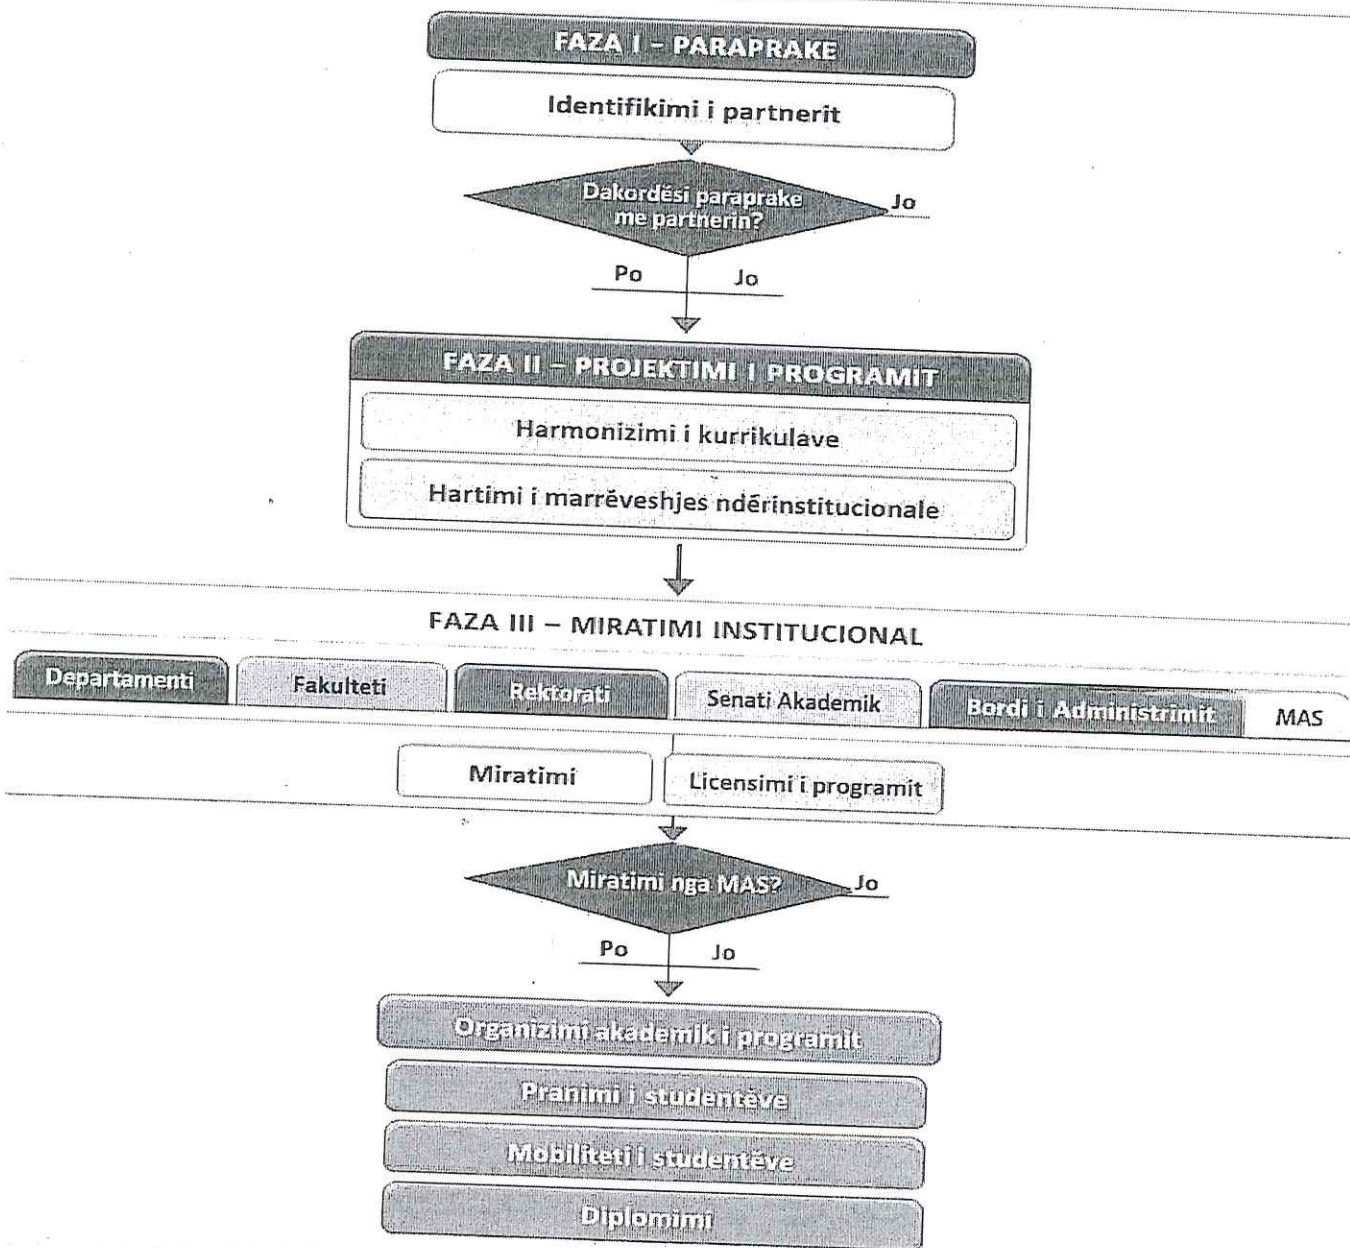 FAZA I – PARAPRAKE
Identifikimi i partnerit
Dakordësi paraprake
me partnerin?
Jo
Po
Jo
FAZA II – PROJEKTIMI I PROGRAMIT
Harmonizimi i kurrikulave
Hartimi i marrëveshjes ndërinstitucionale
FAZA III – MIRATIMI INSTITUCIONAL
Departamenti
Fakulteti
Rektorati
Senati Akademik
Bordi i Administrimit
MAS
Miratimi
Licensimi i programit
Miratimi nga MAS?
Jo
Po
Jo
Organizimi akademik i programit
Pranimi i studentëve
Mobiliteti i studentëve
Diplomimi